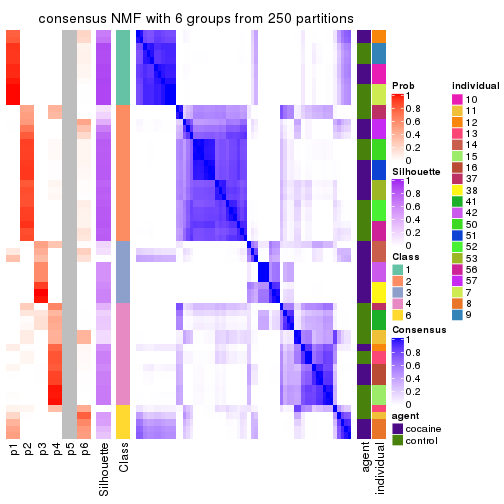 consensus NMF with 6 groups from 250 partitions
p1
p2
p3
p4
p5
p6
Silhouette
Class
agent
individual
Prob
1
0.8
0.6
0.4
0.2
0
Silhouette
1
0.8
0.6
0.4
0.2
0
Class
1
2
3
4
6
Consensus
1
0.8
0.6
0.4
0.2
0
agent
cocaine
control
individual
10
11
12
13
14
15
16
37
38
41
42
50
51
52
53
56
57
7
8
9